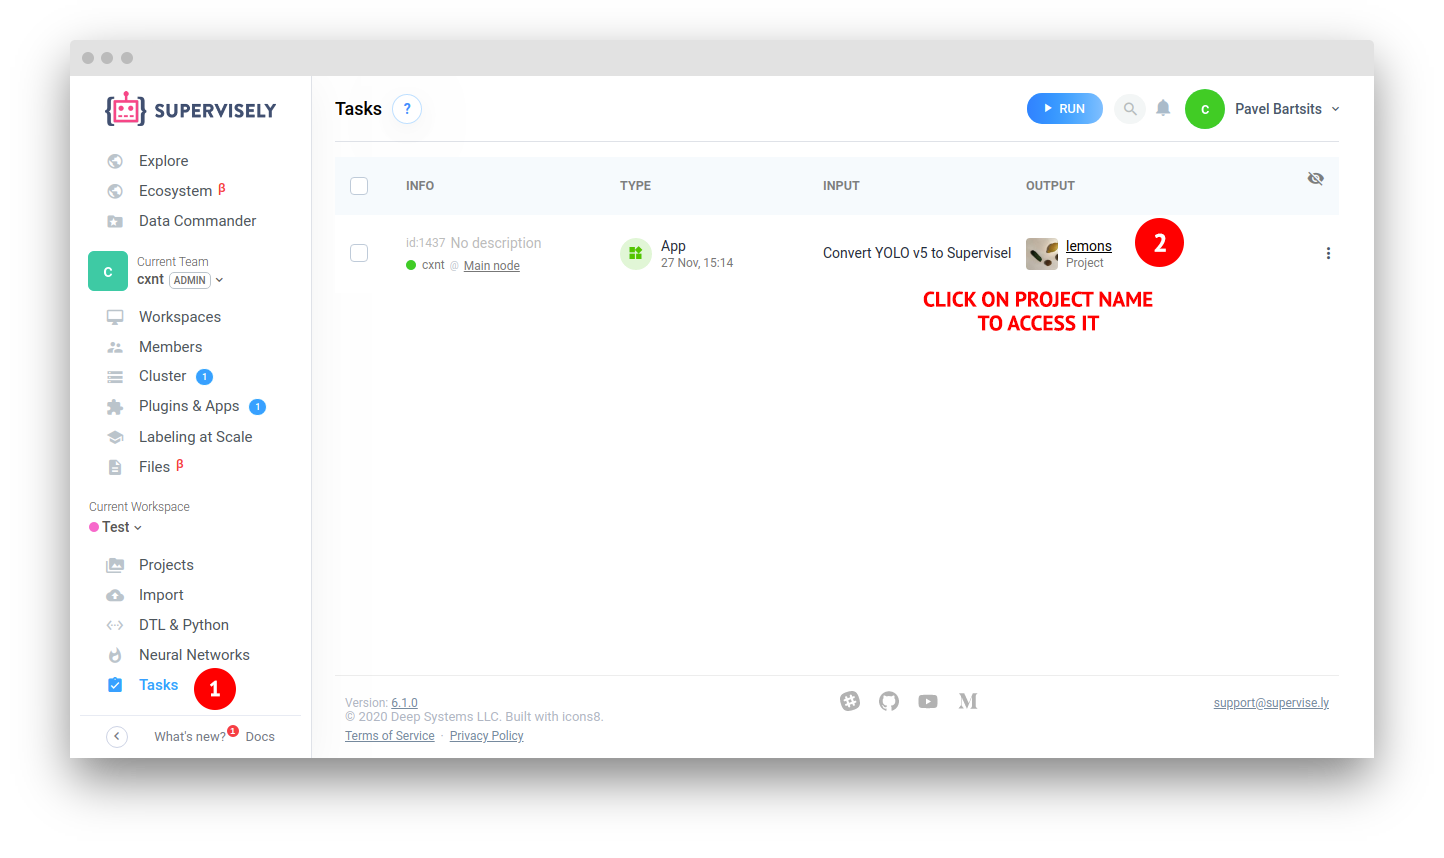 SUPERVISELY
Explore
Ecosystem β
Data Commander
C
Current Team
cxnt ADMIN
Workspaces
Members
Cluster 1
Plugins & Apps 1
Labeling at Scale
Files β
Current Workspace
Test
Projects
Import
DTL & Python
Neural Networks
Tasks 1
What's new? 1 Docs
Tasks ?
RUN
C
Pavel Bartsits
INFO TYPE INPUT OUTPUT
id:1437 No description
cxnt @ Main node
App
27 Nov, 15:14
Convert YOLO v5 to Supervisel
lemons
Project
2
CLICK ON PROJECT NAME
TO ACCESS IT
Version: 6.1.0
© 2020 Deep Systems LLC. Built with icons8.
Terms of Service · Privacy Policy
M
support@supervise.ly